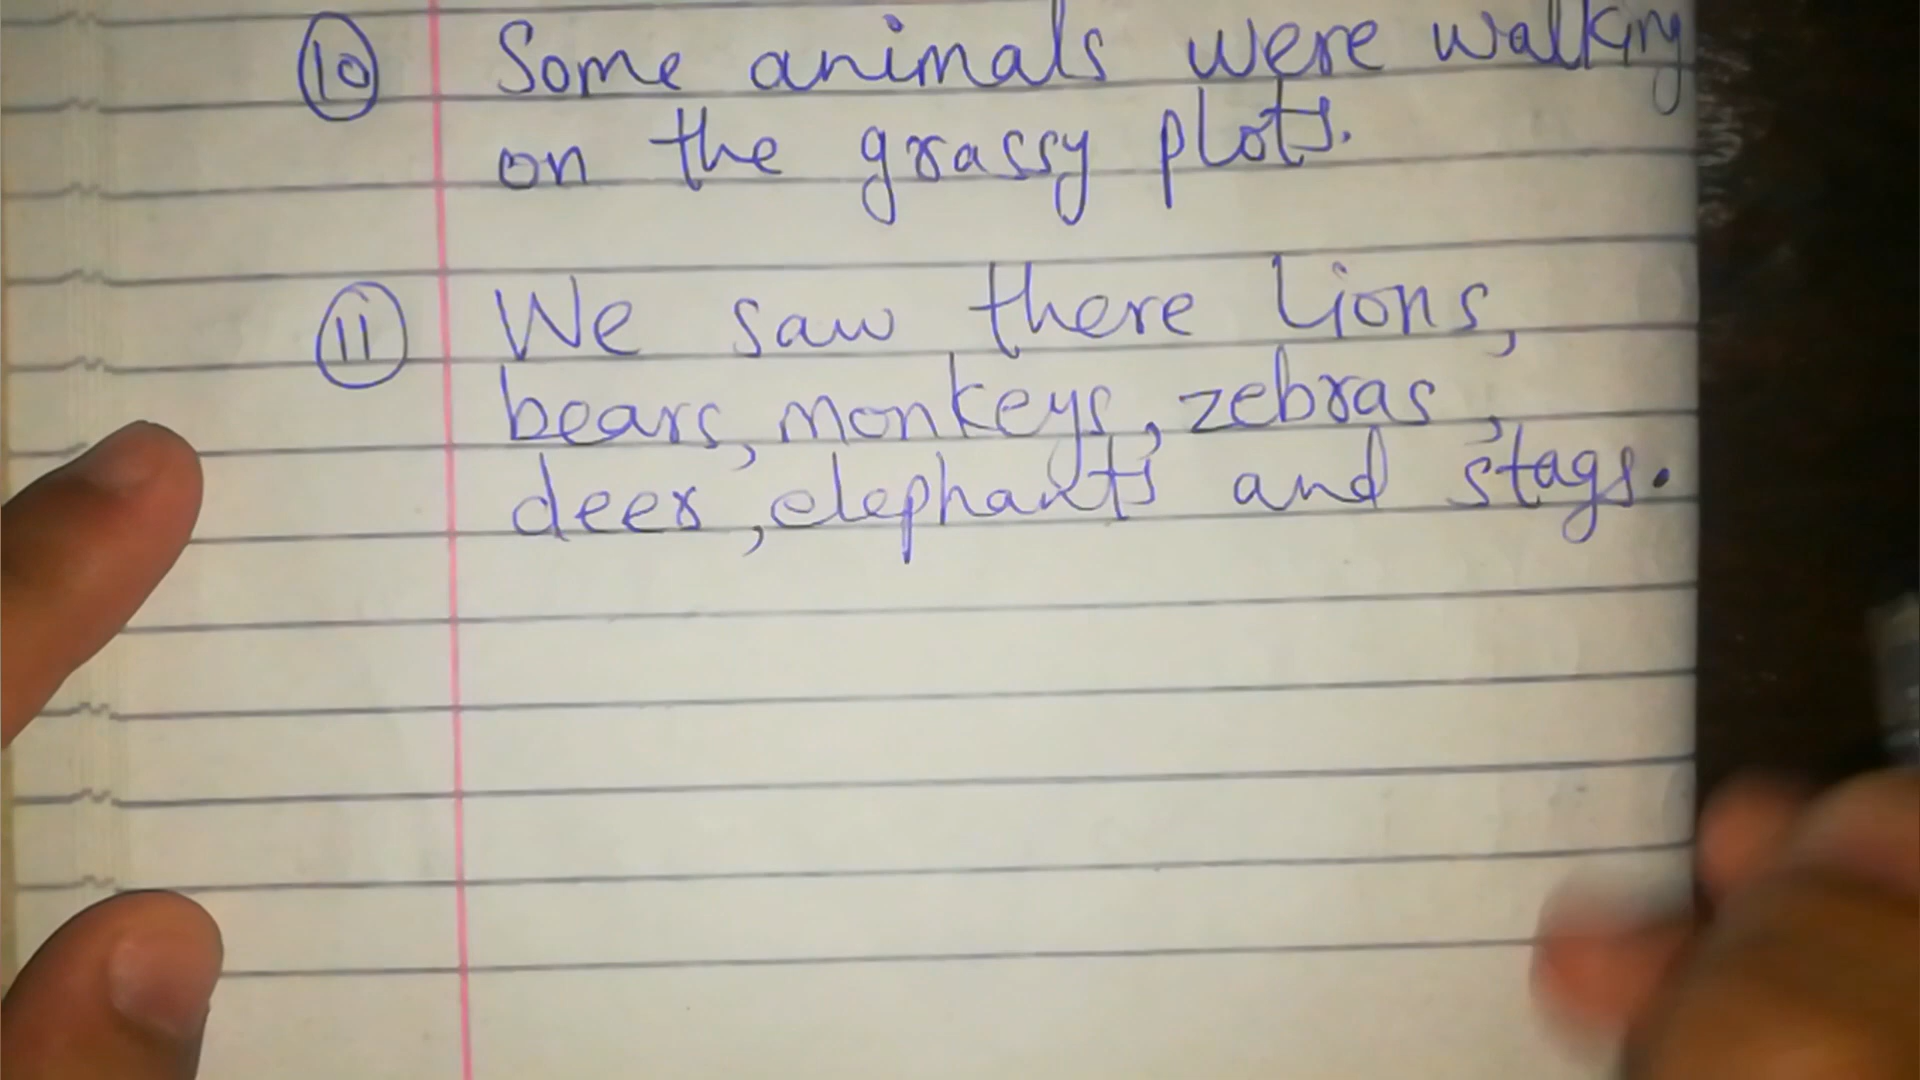 10 Some animals were walking
on the grassy plots.
11 We saw there lions,
bears, monkeys, zebras,
deer, elephants and stags.